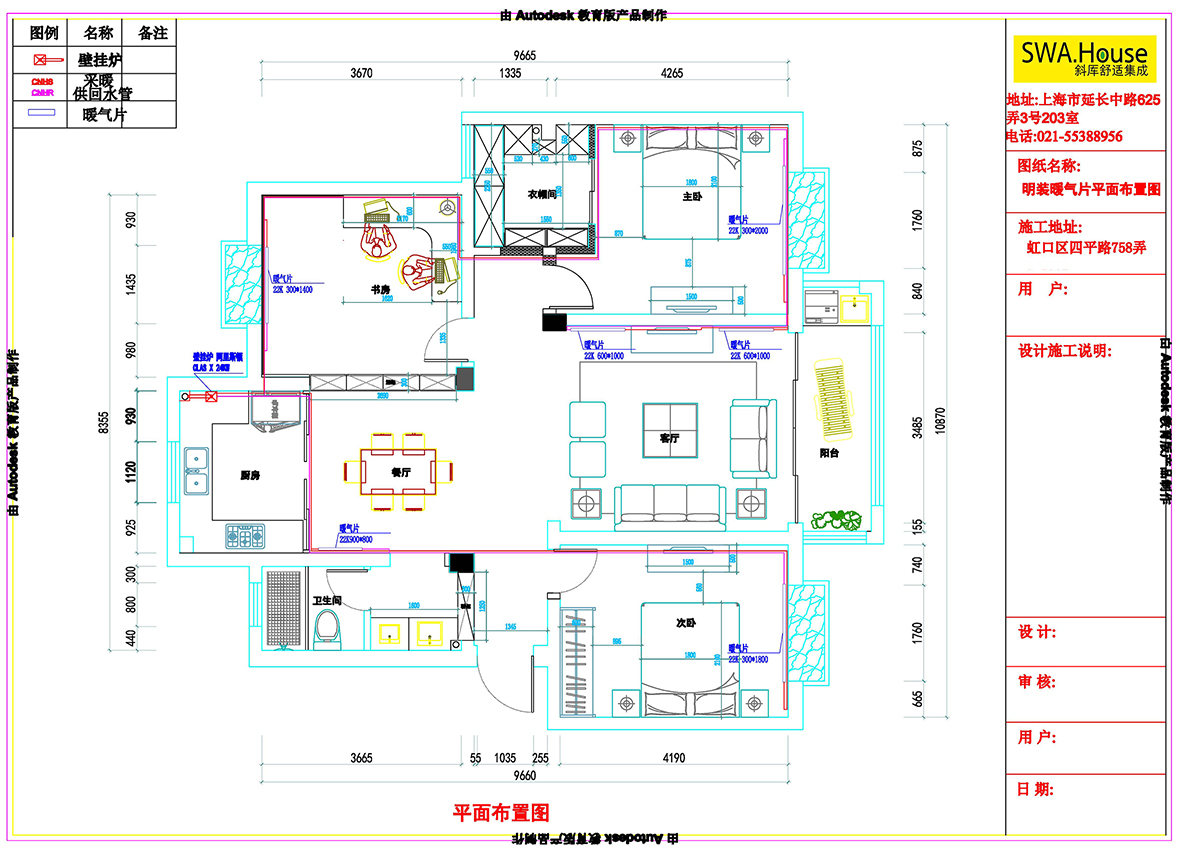 由 Autodesk 教育版产品制作
图例 名称 备注
壁挂炉
CNHS 采暖
CNHR 供回水管
暖气片
9665
3670 1335 4265
SWA.House
斜厍舒适集成
地址:上海市延长中路625
弄3号203室
电话:021-55388956
图纸名称:
明装暖气片平面布置图
施工地址:
虹口区四平路758弄
用 户:
设计施工说明:
设 计:
审 核:
用 户:
日 期:
930
1435
980
930
1120
925
300
800
440
8355
875
1760
840
3485
155
740
1760
665
10870
衣帽间
1550
主卧
1800
暖气片
22K 300*2000
870
1500
书房
1620
暖气片
22K 300*1400
壁挂炉 阿里斯顿
CLAS X 24KW
暖气片
22K 600*1000
暖气片
22K 600*1000
厨房
餐厅
客厅
阳台
暖气片
22K900*800
卫生间
1345
次卧
1800
1500
暖气片
22K 300*1800
3665 55 1035 255 4190
9660
平面布置图
由 Autodesk 教育版产品制作
由 Autodesk 教育版产品制作
由 Autodesk 教育版产品制作